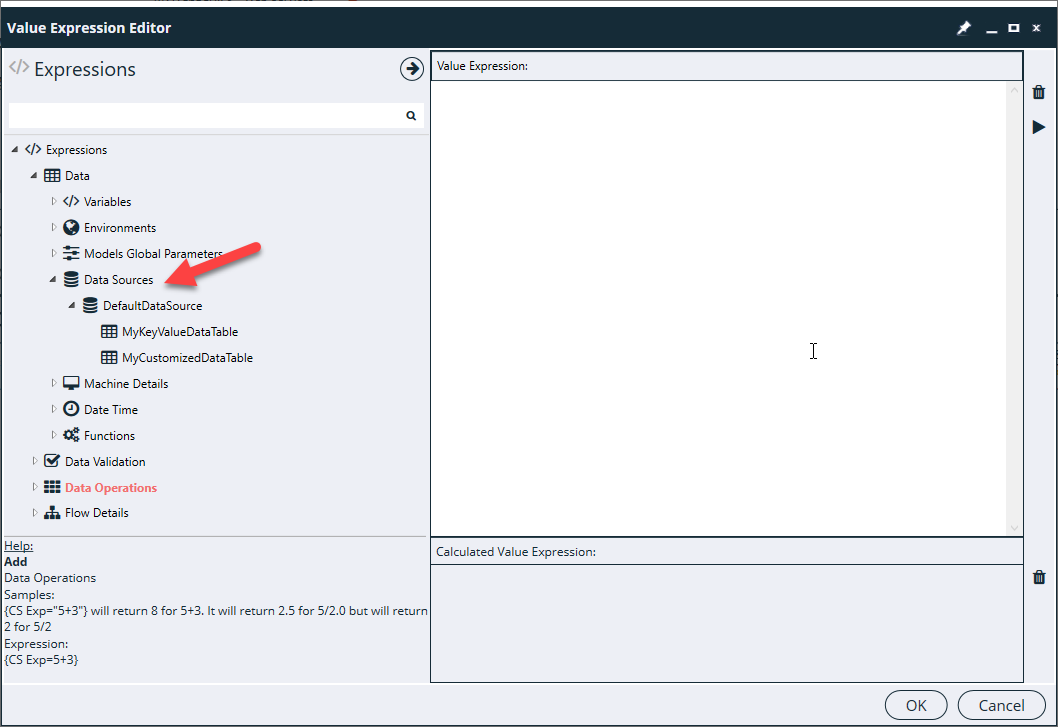 Value Expression Editor
Expressions
Expressions
Data
Variables
Environments
Models Global Parameters
Data Sources
DefaultDataSource
MyKeyValueDataTable
MyCustomizedDataTable
Machine Details
Date Time
Functions
Data Validation
Data Operations
Flow Details
Help:
Add
Data Operations
Samples:
{CS Exp="5+3"} will return 8 for 5+3. It will return 2.5 for 5/2.0 but will return
2 for 5/2
Expression:
{CS Exp=5+3}
Value Expression:
Calculated Value Expression:
OK
Cancel